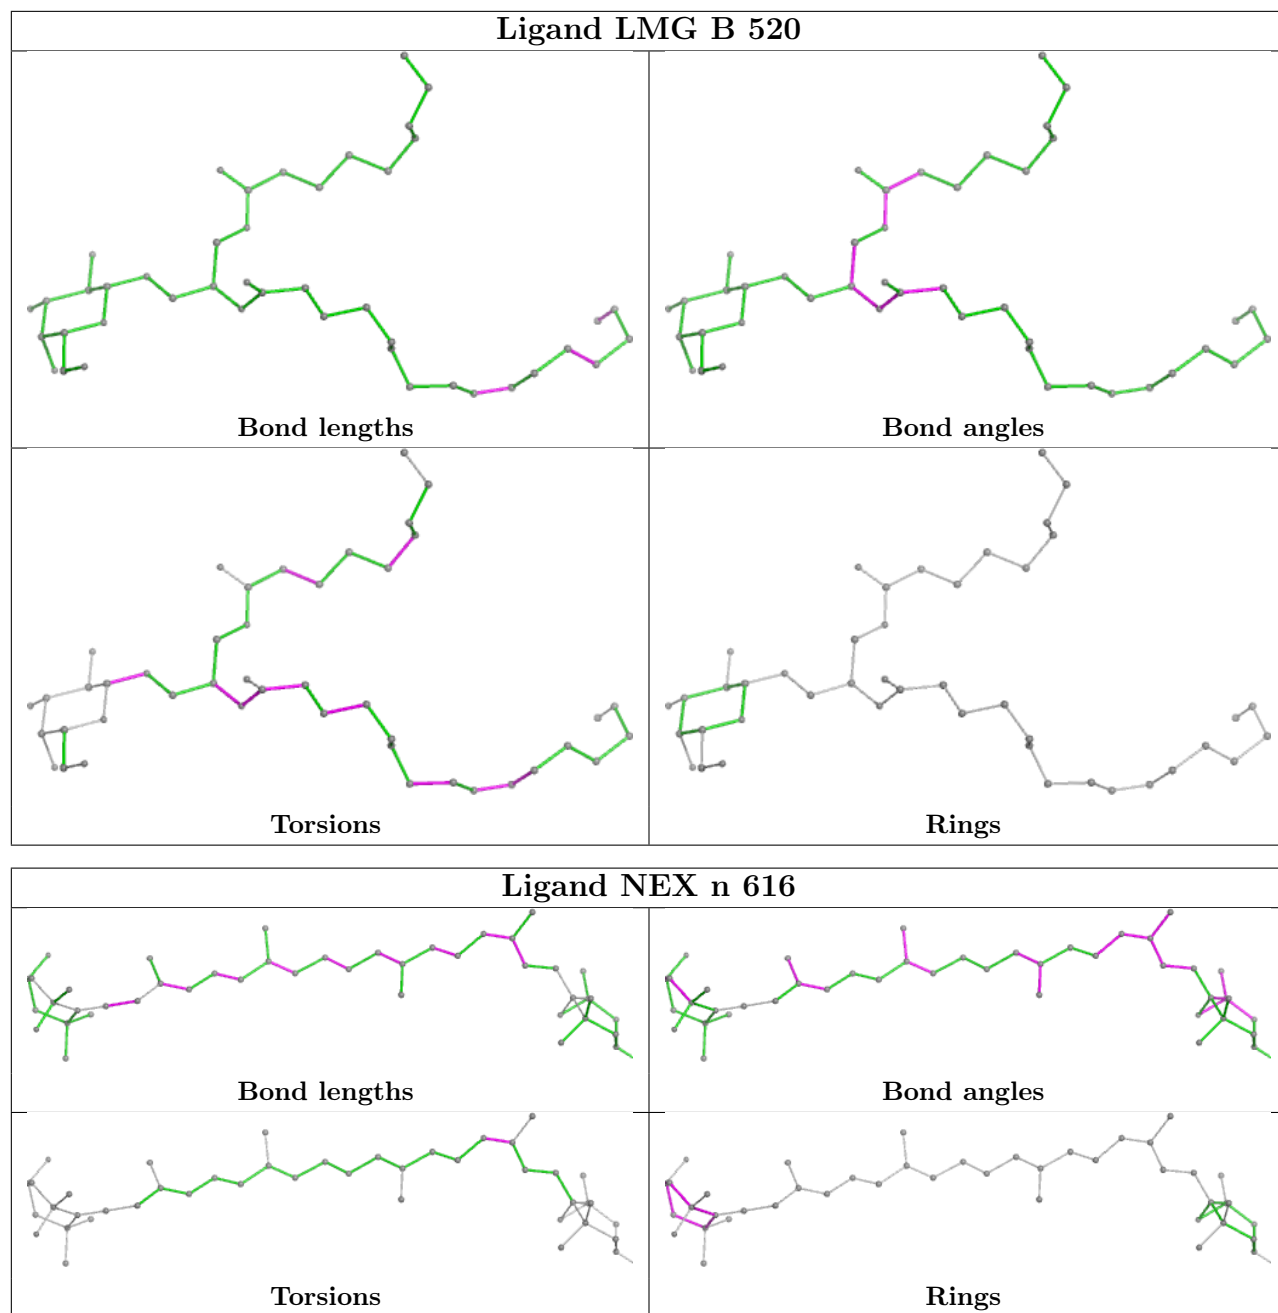 Ligand LMG B 520
Bond lengths
Bond angles
Torsions
Rings
Ligand NEX n 616
Bond lengths
Bond angles
Torsions
Rings